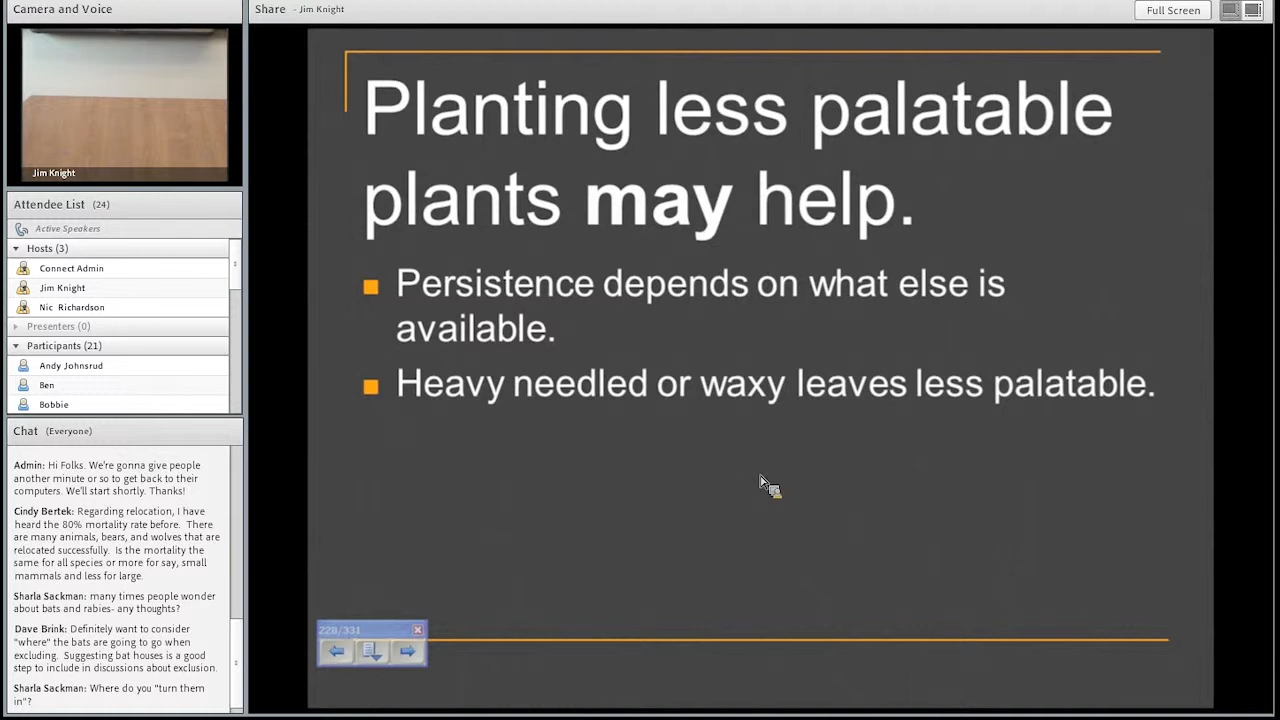 Camera and Voice
Share - Jim Knight
Full Screen
Jim Knight
Attendee List (24)
Active Speakers
Hosts (3)
Connect Admin
Jim Knight
Nic Richardson
Presenters (0)
Participants (21)
Andy Johnsrud
Ben
Bobbie
Chat (Everyone)
Admin: Hi Folks. We're gonna give people
another minute or so to get back to their
computers. We'll start shortly. Thanks!
Cindy Bertek: Regarding relocation, I have
heard the 80% mortality rate before. There
are many animals, bears, and wolves that are
relocated successfully. Is the mortality the
same for all species or more for say, small
mammals and less for large.
Sharla Sackman: many times people wonder
about bats and rabies- any thoughts?
Dave Brink: Definitely want to consider
"where" the bats are going to go when
excluding. Suggesting bat houses is a good
step to include in discussions about exclusion.
Sharla Sackman: Where do you "turn them
in"?
Planting less palatable
plants may help.
Persistence depends on what else is
available.
Heavy needled or waxy leaves less palatable.
228/331